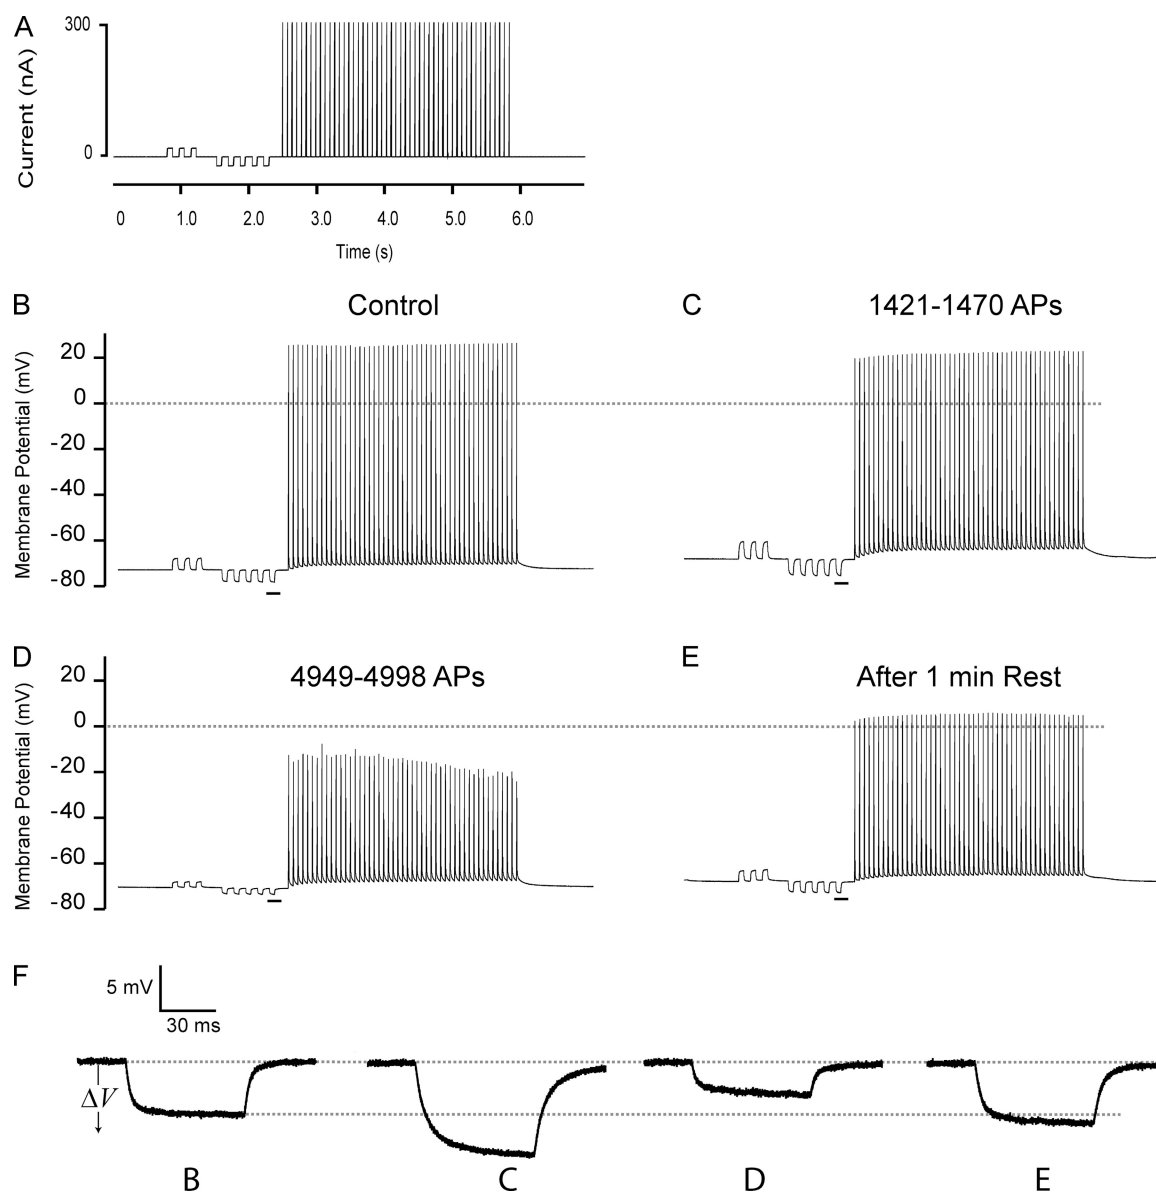 A
Current (nA)
300
0
0 1.0 2.0 3.0 4.0 5.0 6.0
Time (s)
B Control
C 1421-1470 APs
Membrane Potential (mV)
20
0
-20
-40
-60
-80
D 4949-4998 APs
E After 1 min Rest
Membrane Potential (mV)
20
0
-20
-40
-60
-80
F
5 mV
30 ms
ΔV
B C D E